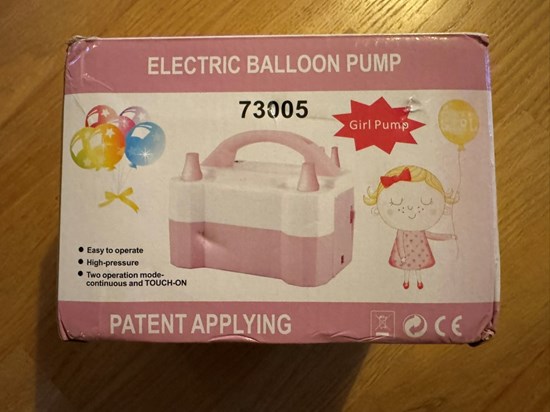 ELECTRIC BALLOON PUMP
73005
Girl Pump
Easy to operate
High-pressure
Two operation mode-
continuous and TOUCH-ON
PATENT APPLYING
CE